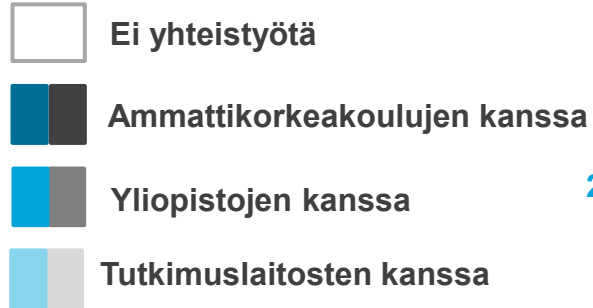 Ei yhteistyötä
Ammattikorkeakoulujen kanssa
Yliopistojen kanssa
Tutkimuslaitosten kanssa